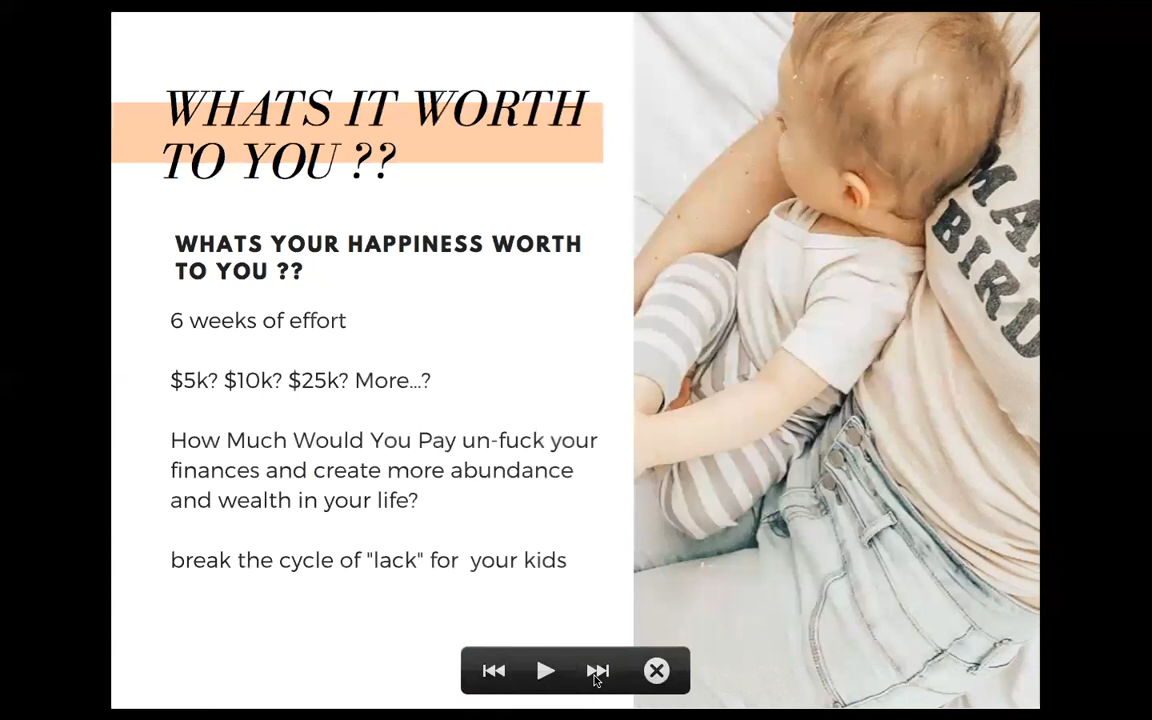 WHATS IT WORTH
TO YOU ??
WHATS YOUR HAPPINESS WORTH
TO YOU ??
6 weeks of effort
$5k? $10k? $25k? More...?
How Much Would You Pay un-fuck your
finances and create more abundance
and wealth in your life?
break the cycle of "lack" for  your kids
BIRD